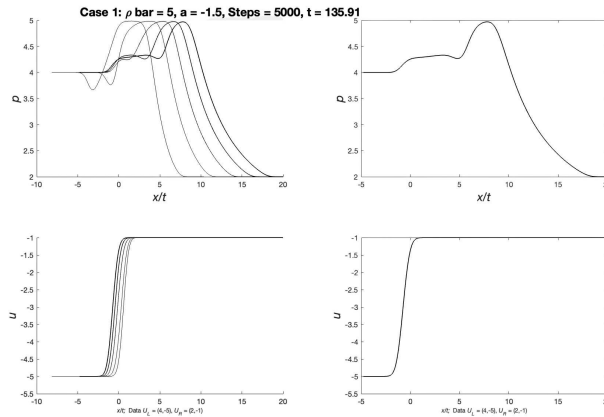 Case 1: ρ bar = 5, a = -1.5, Steps = 5000, t = 135.91
5
4.5
4
3.5
3
2.5
2
ρ
-10 -5 0 5 10 15 20
x/t
5
4.5
4
3.5
3
2.5
2
ρ
-5 0 5 10 15 20
x/t
-1
-1.5
-2
-2.5
-3
-3.5
-4
-4.5
-5
-5.5
u
-10 -5 0 5 10 15 20
x/t; Data U_L = (4,-5), U_R = (2,-1)
-1
-1.5
-2
-2.5
-3
-3.5
-4
-4.5
-5
-5.5
u
-5 0 5 10 15 20
x/t; Data U_L = (4,-5), U_R = (2,-1)